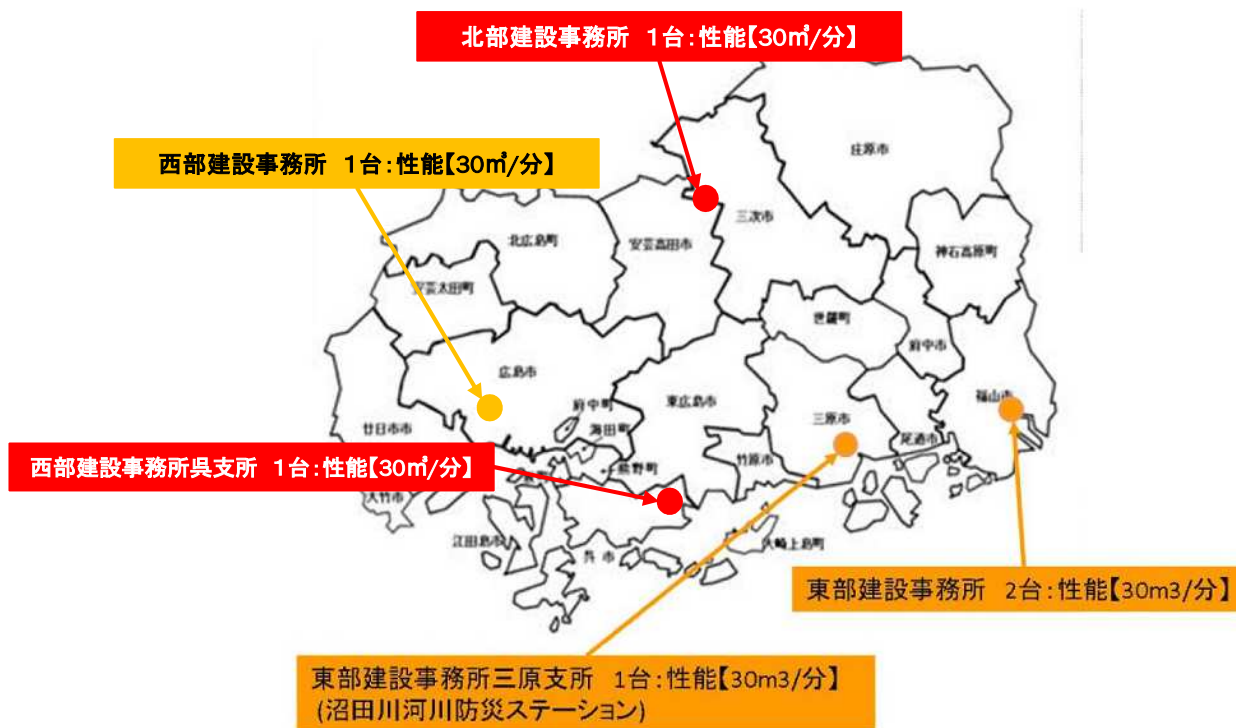 北部建設事務所 1台:性能【30㎥/分】
西部建設事務所 1台:性能【30㎥/分】
庄原市
三次市
北広島町
安芸高田市
神石高原町
安芸太田町
世羅町
府中市
広島市
府中町
海田町
東広島市
三原市
福山市
尾道市
廿日市市
竹原市
熊野町
西部建設事務所呉支所 1台:性能【30㎥/分】
大竹市
江田島市
呉市
大崎上島町
東部建設事務所 2台:性能【30m3/分】
東部建設事務所三原支所 1台:性能【30m3/分】
(沼田川河川防災ステーション)